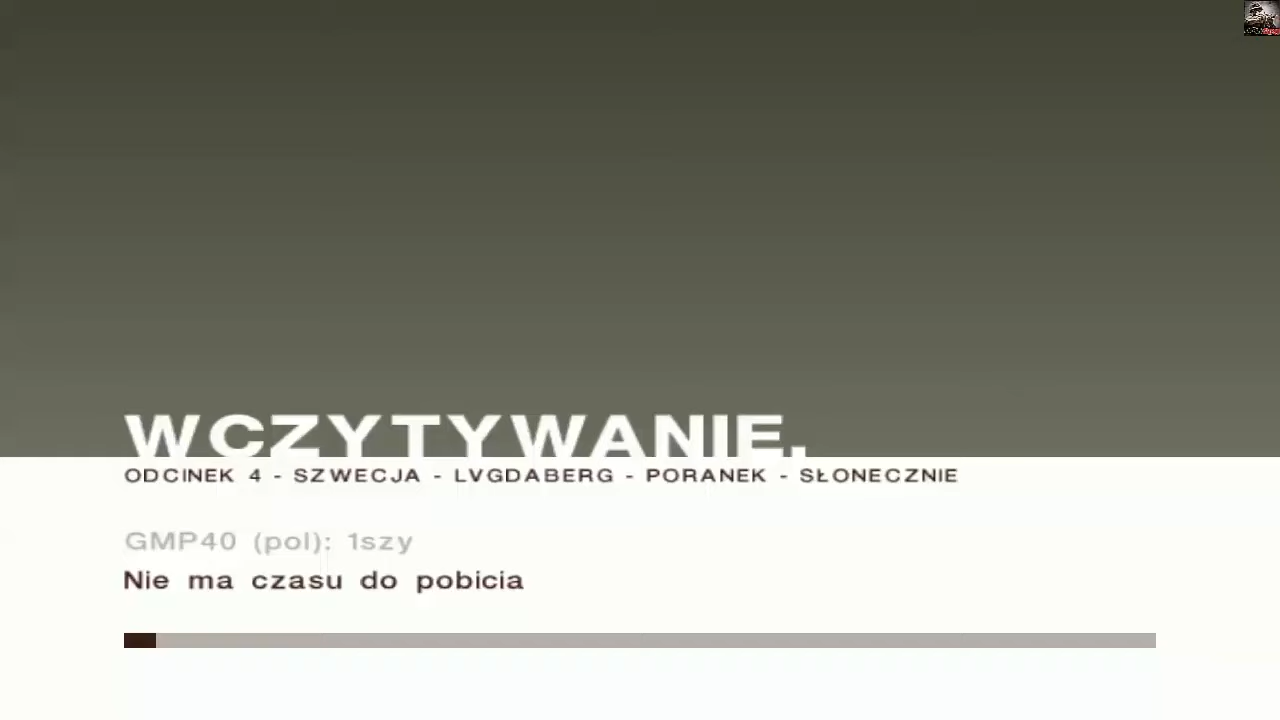 WCZYTYWANIE.
ODCINEK 4 - SZWECJA - LVGDABERG - PORANEK - SŁONECZNIE
GMP40 (pol): 1szy
Nie ma czasu do pobicia